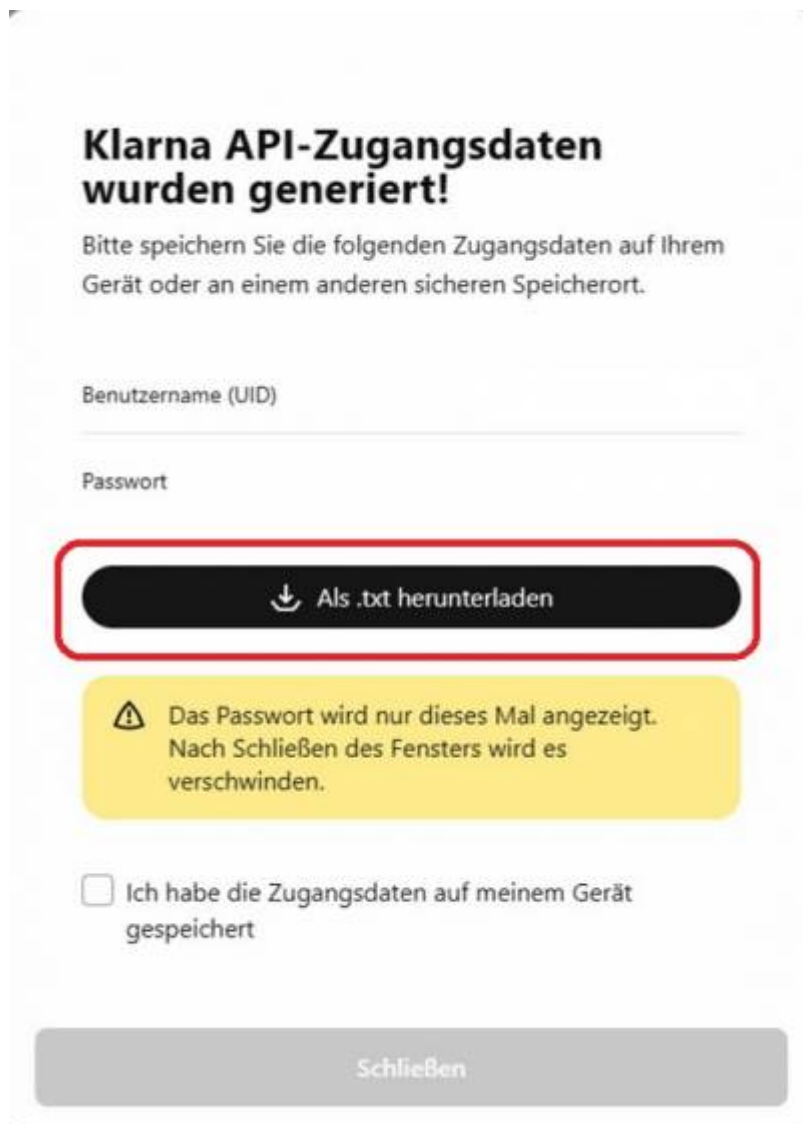 Klarna API-Zugangsdaten
wurden generiert!
Bitte speichern Sie die folgenden Zugangsdaten auf Ihrem
Gerät oder an einem anderen sicheren Speicherort.
Benutzername (UID)
Passwort
Als .txt herunterladen
Das Passwort wird nur dieses Mal angezeigt.
Nach Schließen des Fensters wird es
verschwinden.
Ich habe die Zugangsdaten auf meinem Gerät
gespeichert
Schließen